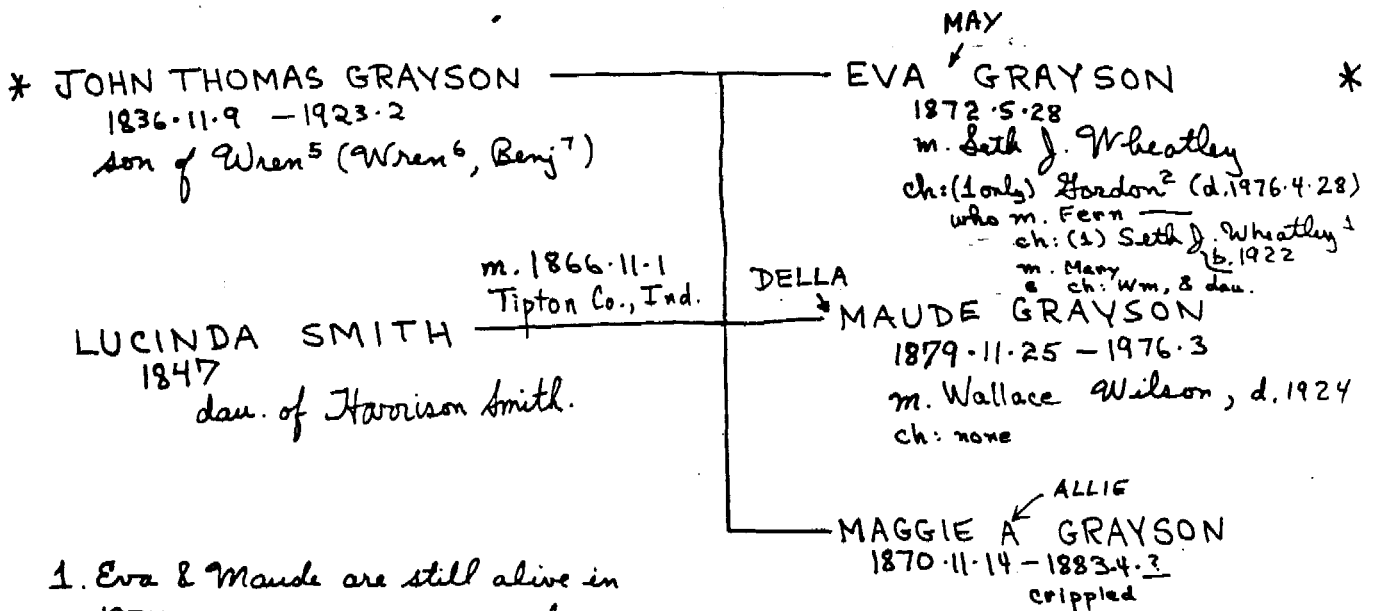 * JOHN THOMAS GRAYSON
1836·11·9 – 1923·2
son of Wren⁵ (Wren⁶, Benj⁷)
m. 1866·11·1
Tipton Co., Ind.
LUCINDA SMITH
1847
dau. of Harrison Smith.
MAY
EVA GRAYSON *
1872·5·28
m. Seth J. Wheatley
ch: (1 only) Gordon² (d. 1976·4·28)
who m. Fern —
ch: (1) Seth J. Wheatley¹
b. 1922
m. Mary
ch: Wm, & dau.
DELLA
MAUDE GRAYSON
1879·11·25 – 1976·3
m. Wallace Wilson, d. 1924
ch: none
ALLIE
MAGGIE A GRAYSON
1870·11·14 – 1883·4·?
crippled
1. Eva & Maude are still alive in